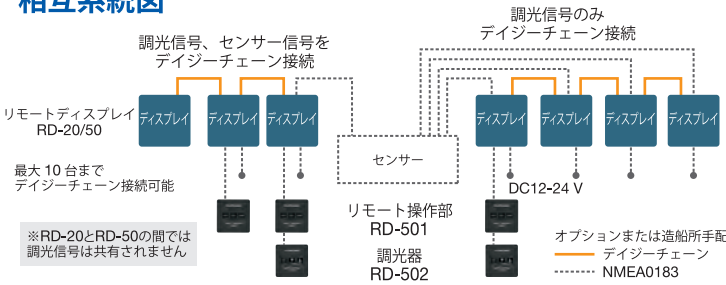 相互系統図
調光信号、センサー信号を
デイジーチェーン接続
調光信号のみ
デイジーチェーン接続
リモートディスプレイ
RD-20/50
ディスプレイ
ディスプレイ
ディスプレイ
センサー
ディスプレイ
ディスプレイ
ディスプレイ
ディスプレイ
最大 10 台まで
デイジーチェーン接続可能
DC12-24 V
リモート操作部
RD-501
※RD-20とRD-50の間では
調光信号は共有されません
調光器
RD-502
オプションまたは造船所手配
デイジーチェーン
NMEA0183